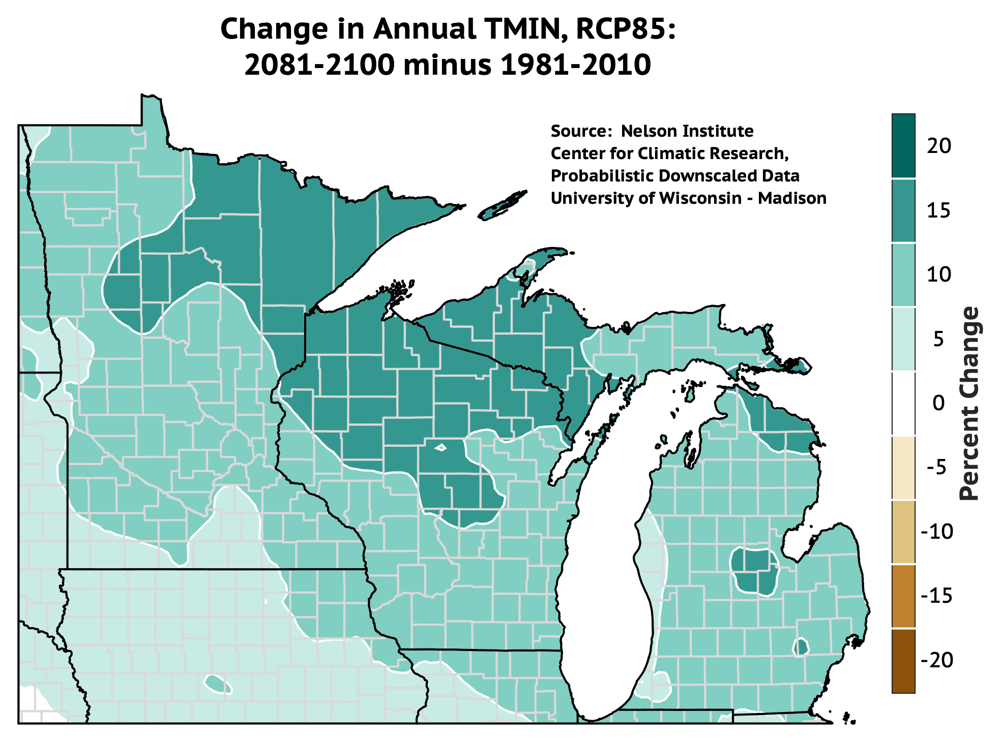 Change in Annual TMIN, RCP85:
2081-2100 minus 1981-2010
Source:  Nelson Institute
Center for Climatic Research,
Probabilistic Downscaled Data
University of Wisconsin - Madison
20
15
10
5
0
-5
-10
-15
-20
Percent Change